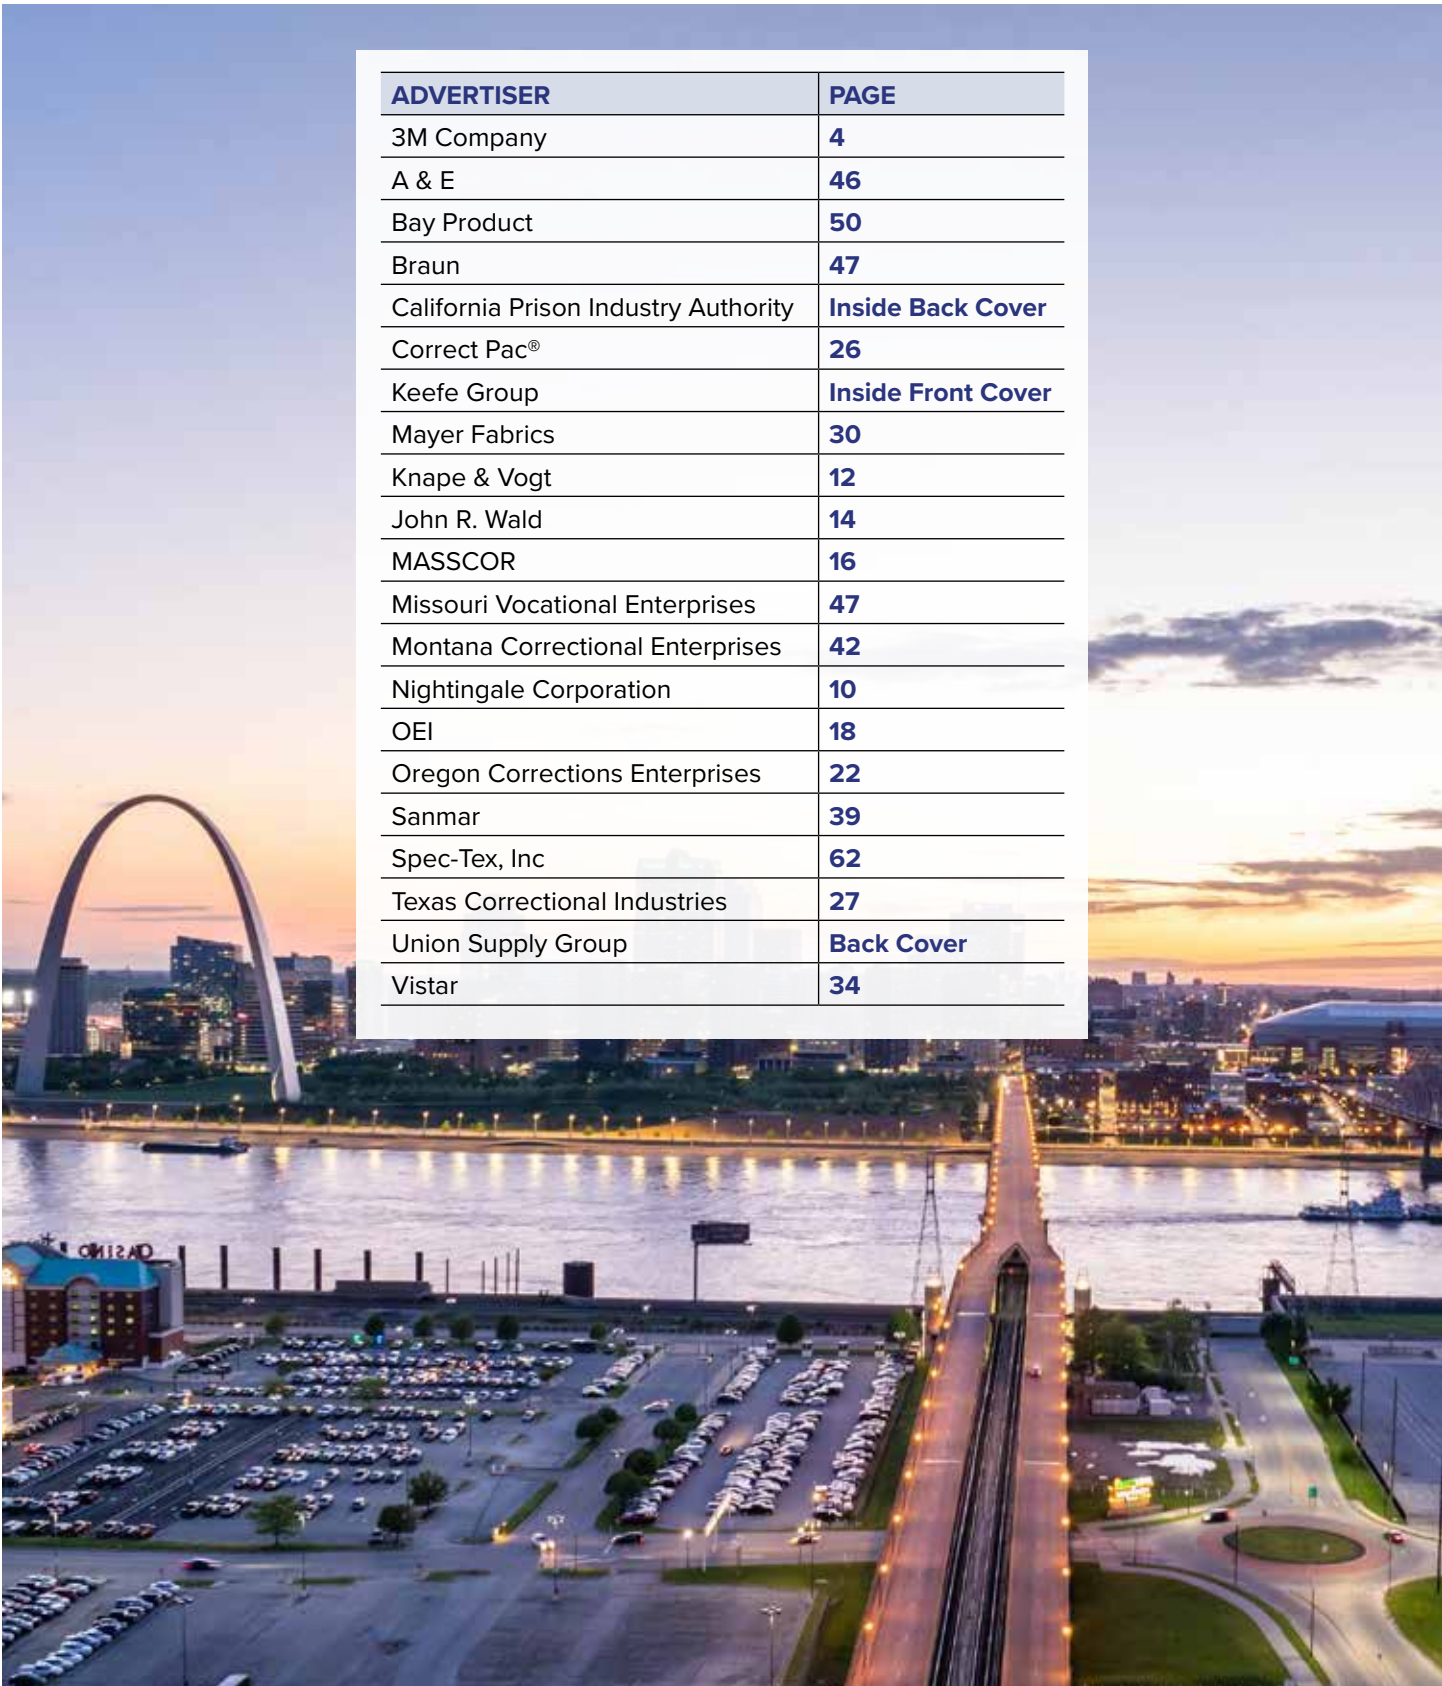 ADVERTISER PAGE
3M Company 4
A & E 46
Bay Product 50
Braun 47
California Prison Industry Authority Inside Back Cover
Correct Pac® 26
Keefe Group Inside Front Cover
Mayer Fabrics 30
Knape & Vogt 12
John R. Wald 14
MASSCOR 16
Missouri Vocational Enterprises 47
Montana Correctional Enterprises 42
Nightingale Corporation 10
OEI 18
Oregon Corrections Enterprises 22
Sanmar 39
Spec-Tex, Inc 62
Texas Correctional Industries 27
Union Supply Group Back Cover
Vistar 34
CASINO